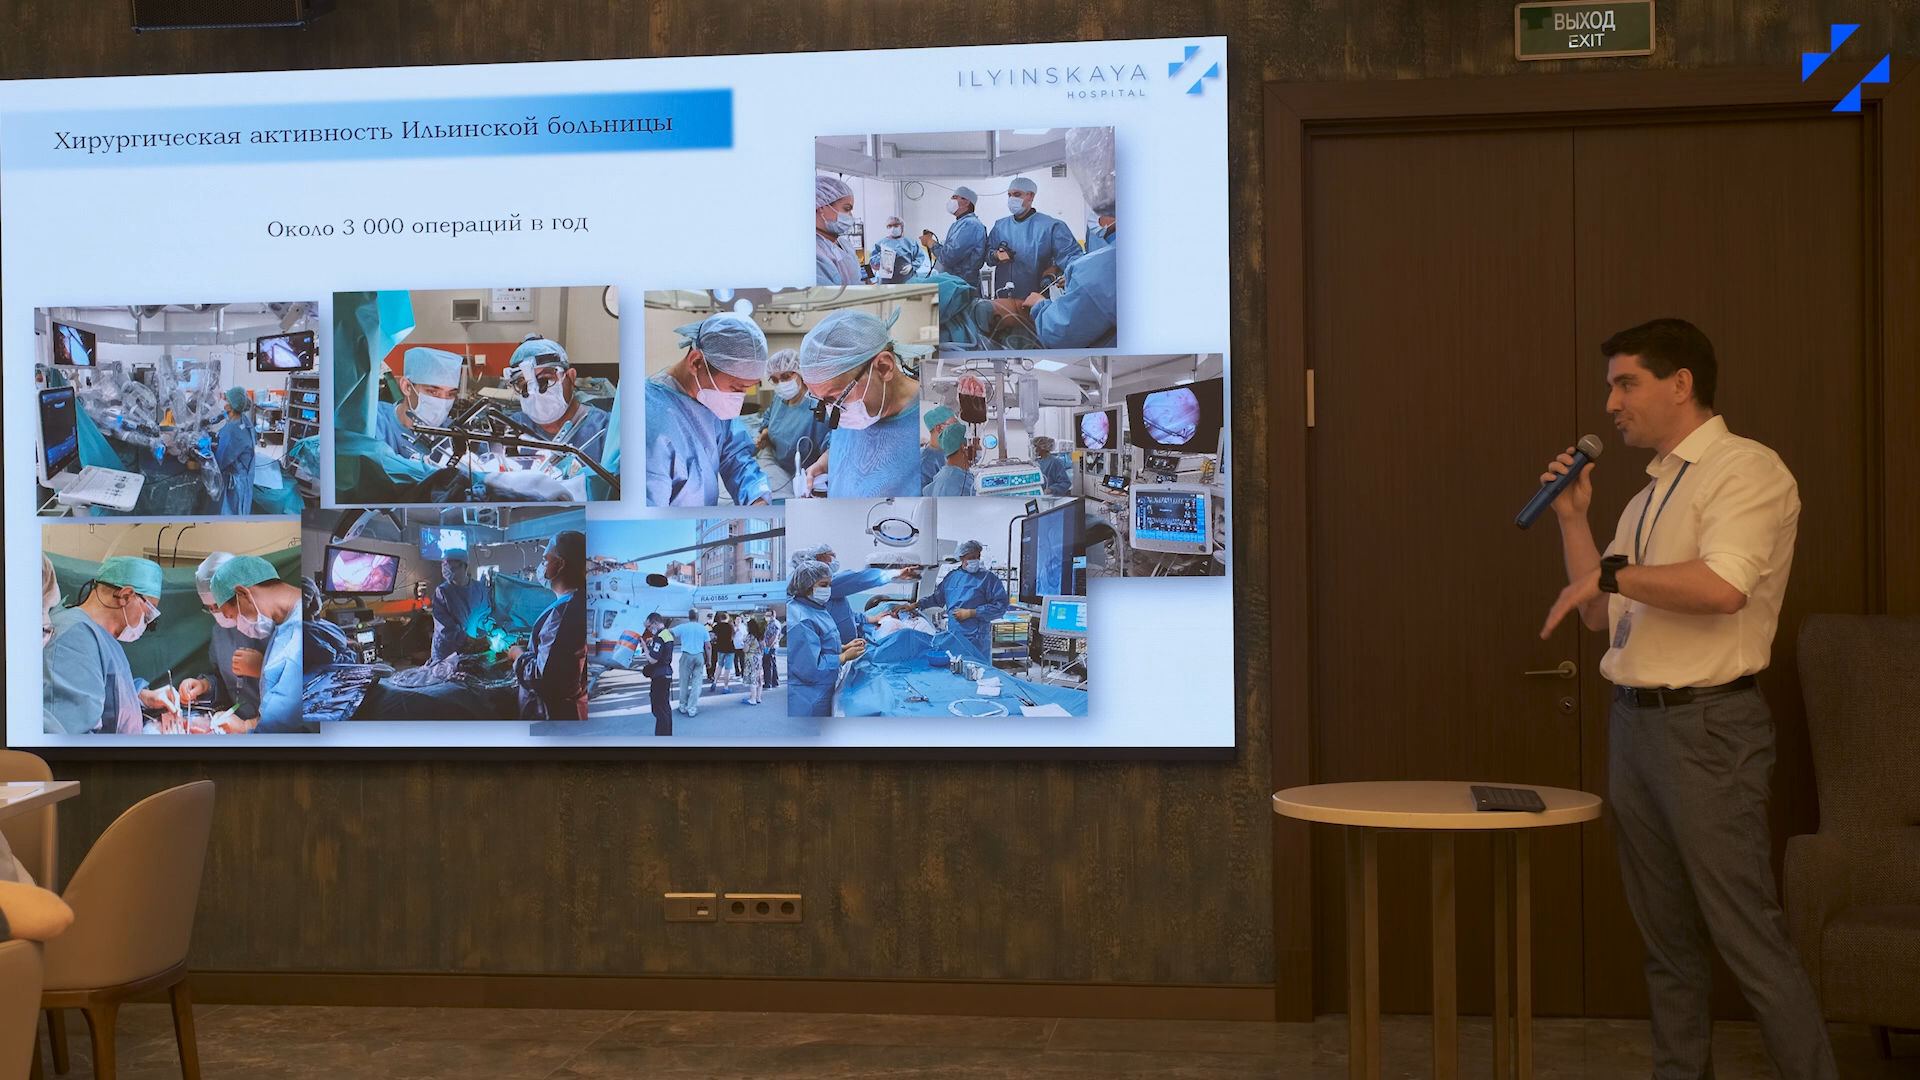 ВЫХОД
EXIT
ILYINSKAYA
HOSPITAL
Хирургическая активность Ильинской больницы
Около 3 000 операций в год
RA-01885